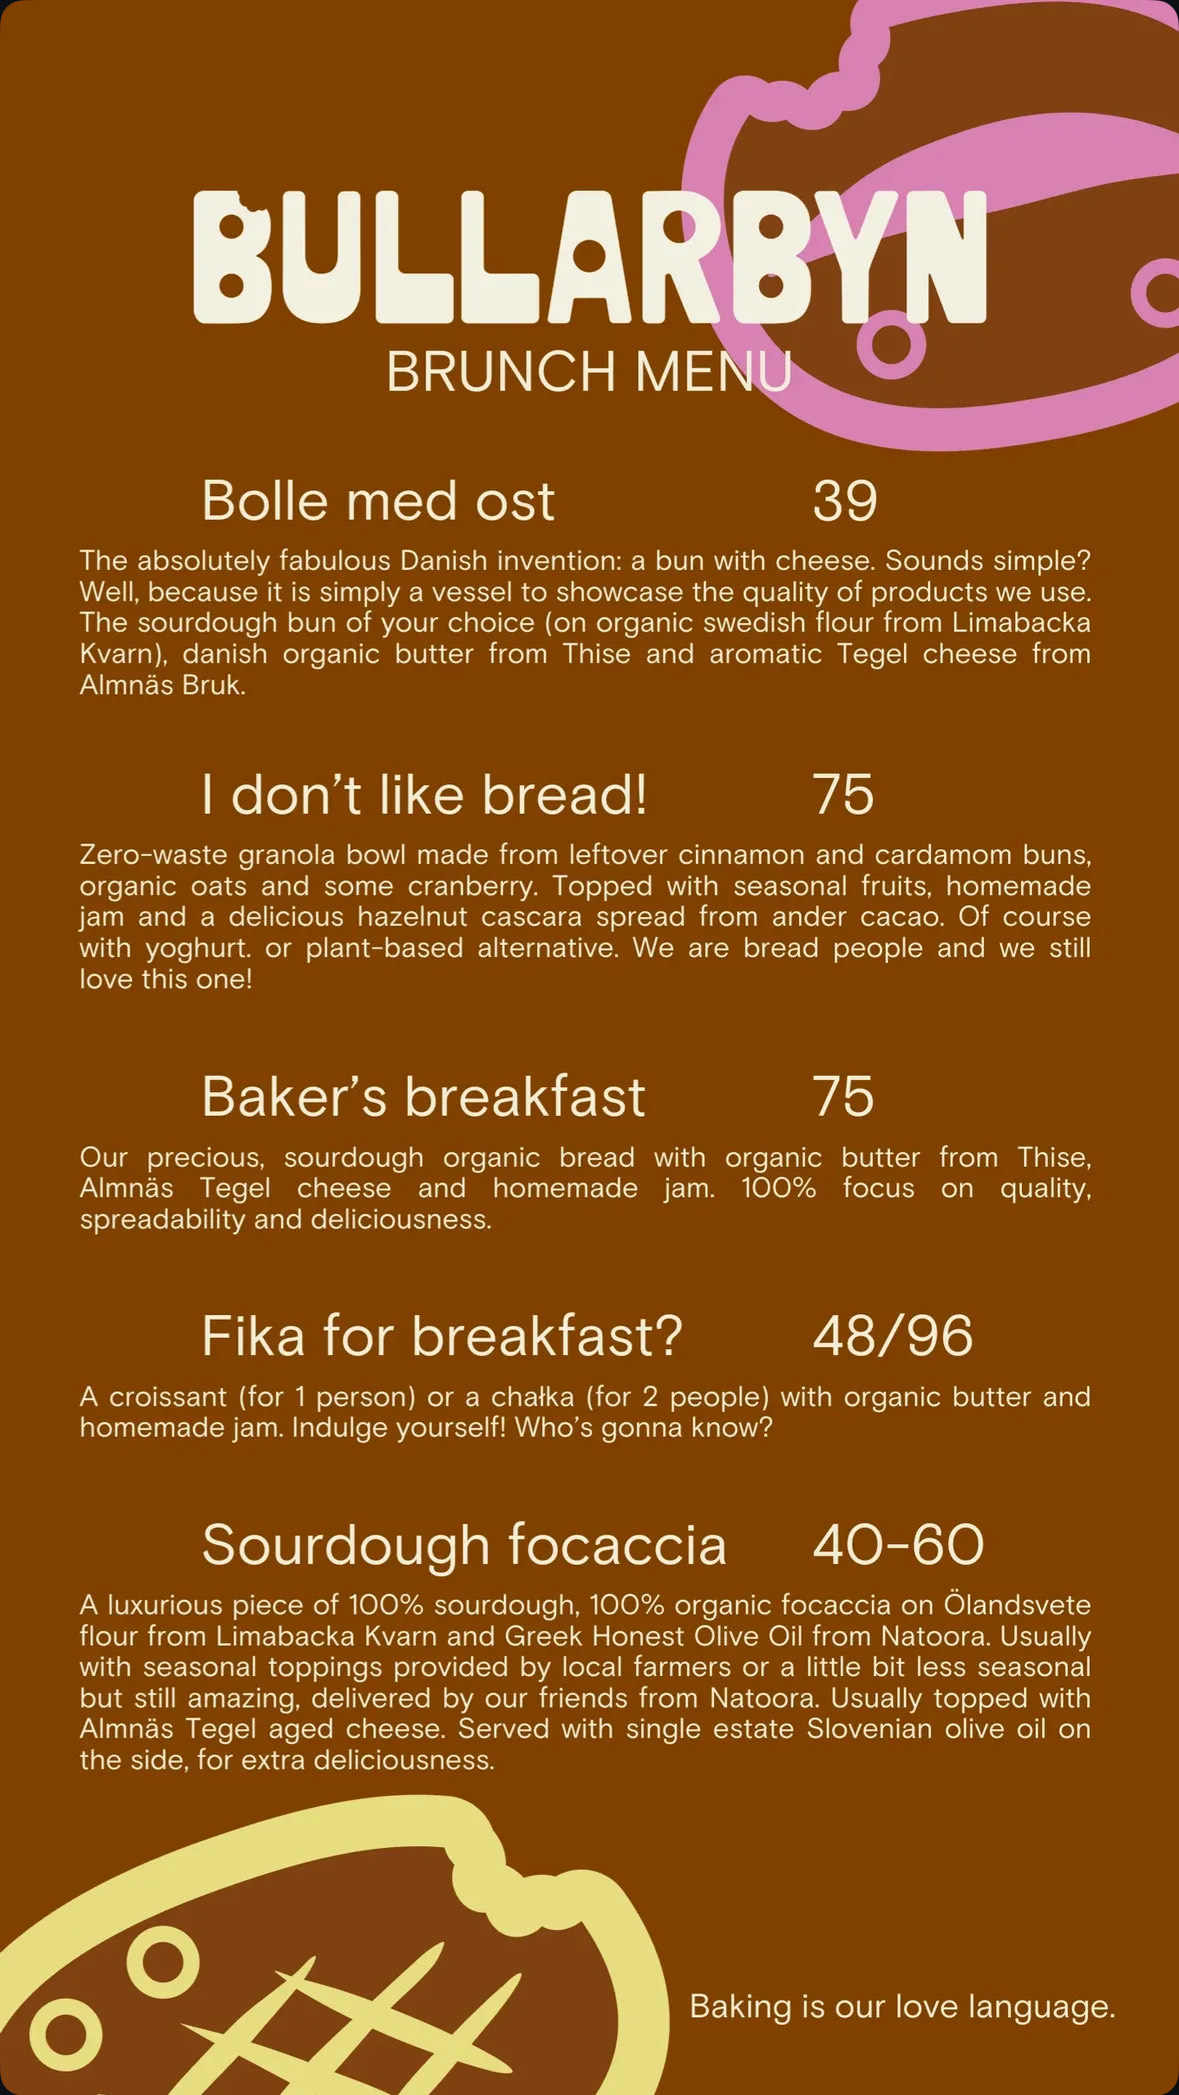 BULLARBYN
BRUNCH MENU
Bolle med ost 39
The absolutely fabulous Danish invention: a bun with cheese. Sounds simple?
Well, because it is simply a vessel to showcase the quality of products we use.
The sourdough bun of your choice (on organic swedish flour from Limabacka
Kvarn), danish organic butter from Thise and aromatic Tegel cheese from
Almnäs Bruk.
I don’t like bread! 75
Zero-waste granola bowl made from leftover cinnamon and cardamom buns,
organic oats and some cranberry. Topped with seasonal fruits, homemade
jam and a delicious hazelnut cascara spread from ander cacao. Of course
with yoghurt. or plant-based alternative. We are bread people and we still
love this one!
Baker’s breakfast 75
Our precious, sourdough organic bread with organic butter from Thise,
Almnäs Tegel cheese and homemade jam. 100% focus on quality,
spreadability and deliciousness.
Fika for breakfast? 48/96
A croissant (for 1 person) or a chałka (for 2 people) with organic butter and
homemade jam. Indulge yourself! Who’s gonna know?
Sourdough focaccia 40-60
A luxurious piece of 100% sourdough, 100% organic focaccia on Ölandsvete
flour from Limabacka Kvarn and Greek Honest Olive Oil from Natoora. Usually
with seasonal toppings provided by local farmers or a little bit less seasonal
but still amazing, delivered by our friends from Natoora. Usually topped with
Almnäs Tegel aged cheese. Served with single estate Slovenian olive oil on
the side, for extra deliciousness.
Baking is our love language.